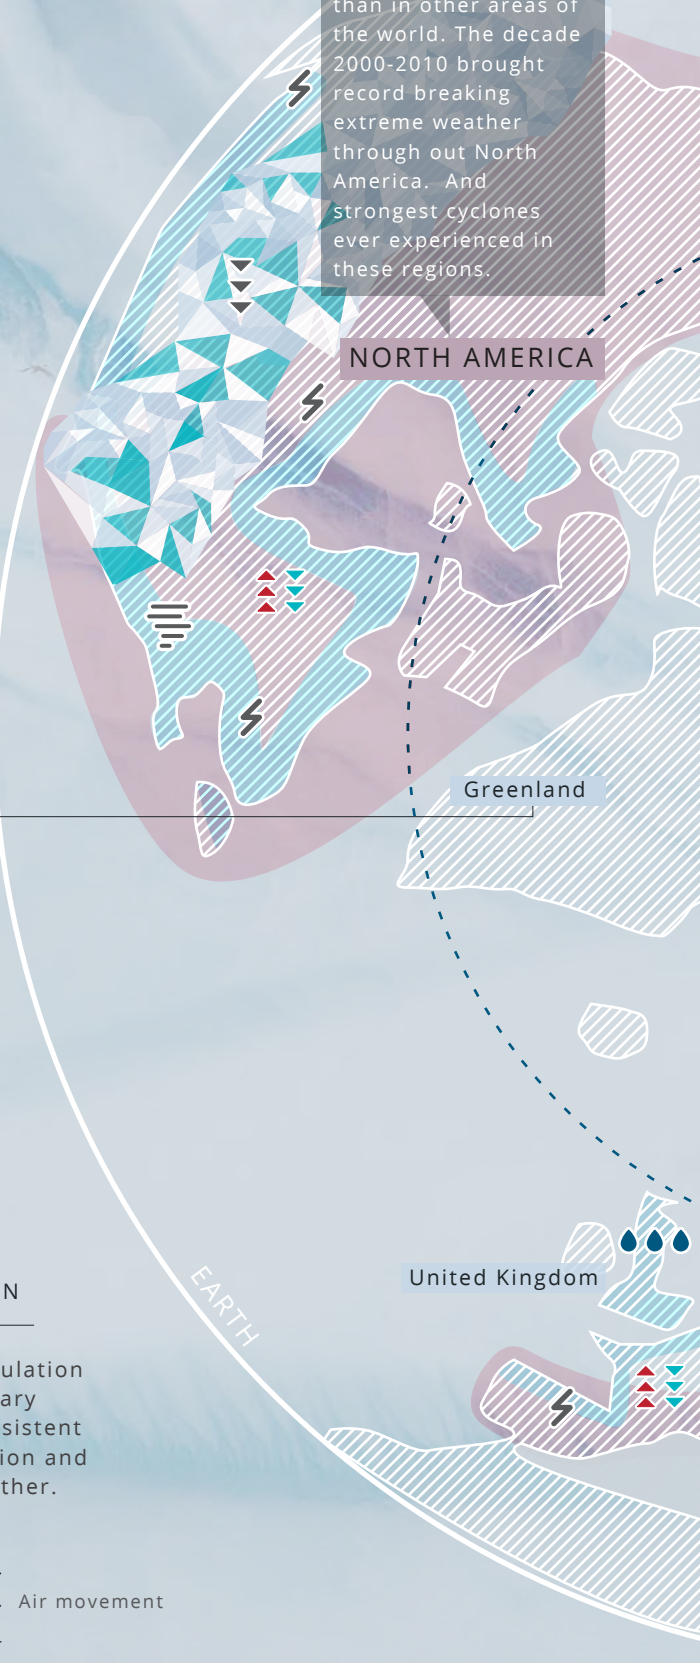 than in other areas of
the world. The decade
2000-2010 brought
record breaking
extreme weather
through out North
America. And
strongest cyclones
ever experienced in
these regions.
NORTH AMERICA
Greenland
United Kingdom
EARTH
N
ulation
ary
sistent
ion and
ther.
Air movement